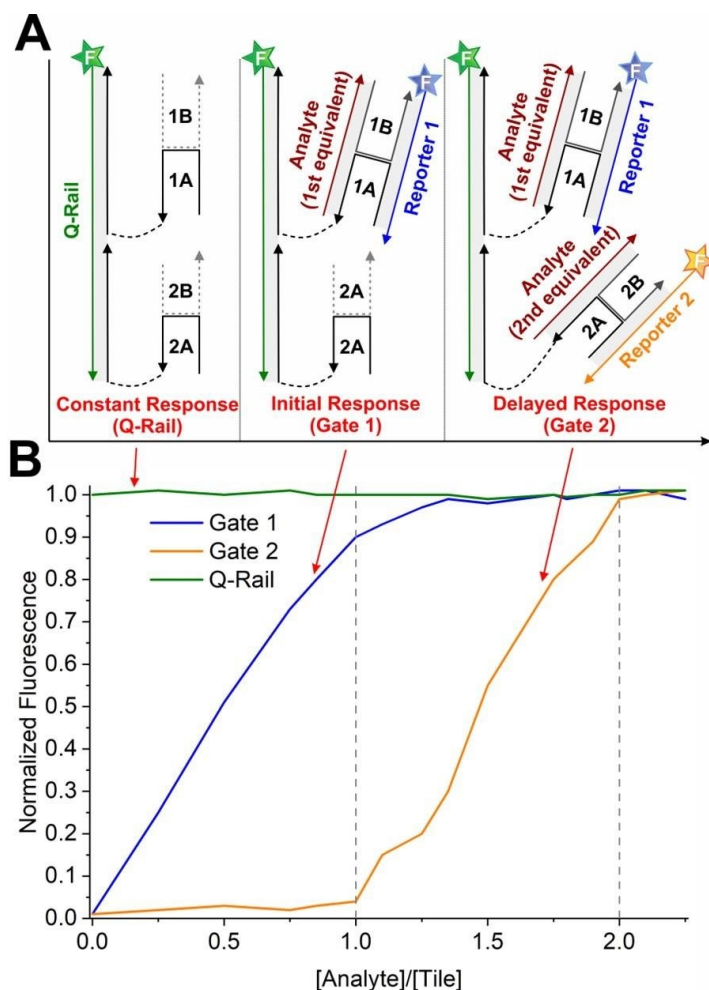 A
F
F
F
F
F
1B
1A
2B
2A
Q-Rail
Analyte
(1st equivalent)
1B
1A
Reporter 1
2A
2A
Analyte
(1st equivalent)
1B
1A
Reporter 1
Analyte
(2nd equivalent)
2B
2A
Reporter 2
Constant Response
(Q-Rail)
Initial Response
(Gate 1)
Delayed Response
(Gate 2)
B
Normalized Fluorescence
1.0
0.9
0.8
0.7
0.6
0.5
0.4
0.3
0.2
0.1
0.0
Gate 1
Gate 2
Q-Rail
0.0
0.5
1.0
1.5
2.0
[Analyte]/[Tile]